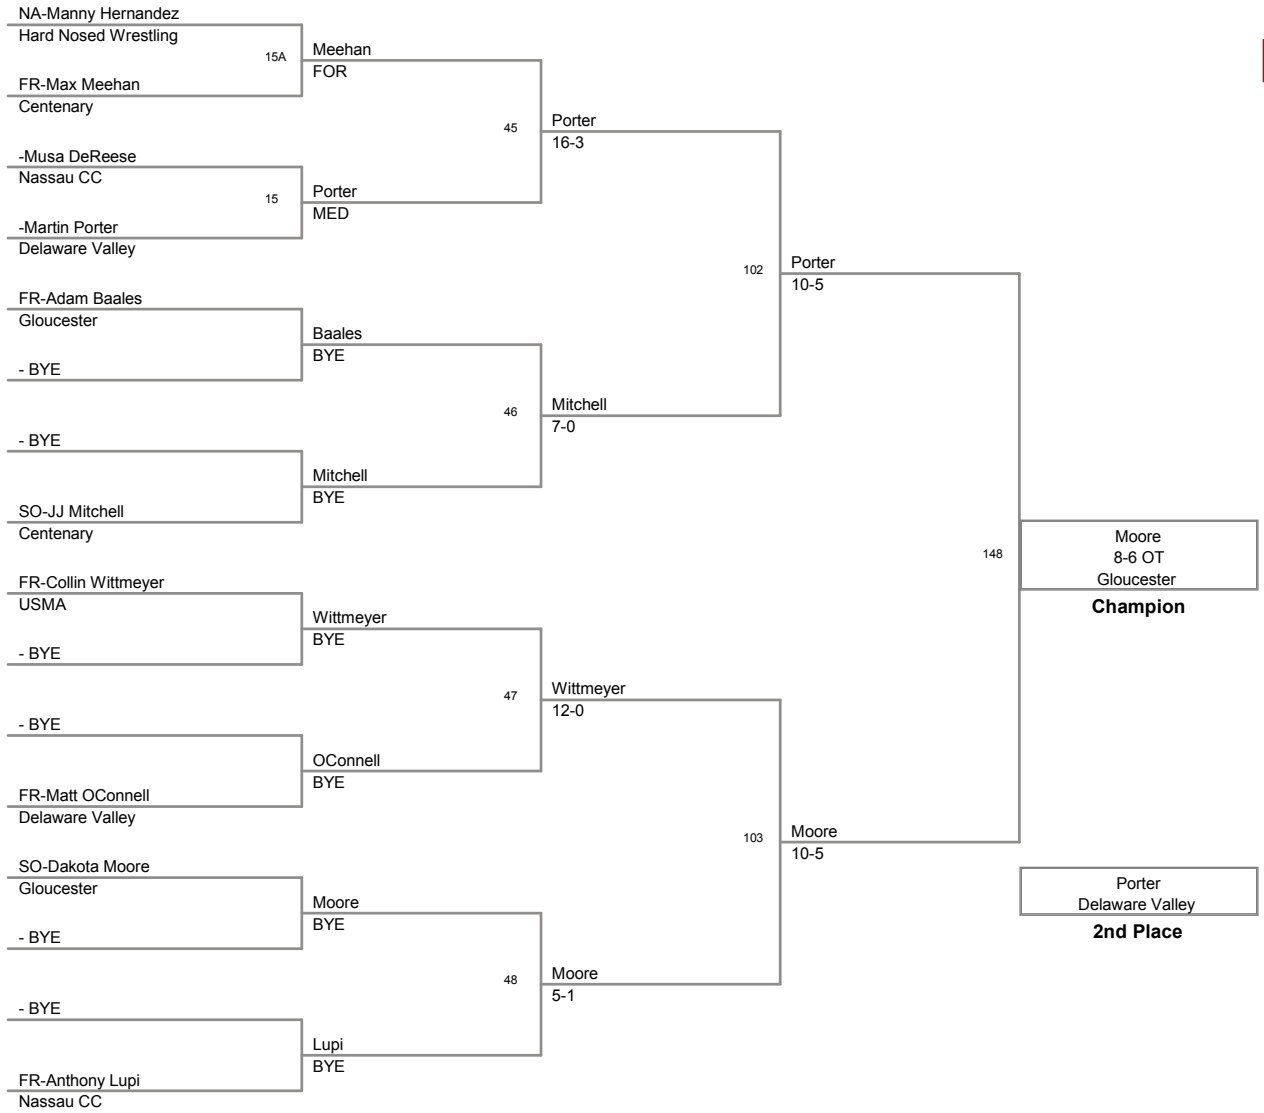 NA-Manny Hernandez
Hard Nosed Wrestling
15A
Meehan
FOR
FR-Max Meehan
Centenary
45
Porter
16-3
-Musa DeReese
Nassau CC
15
Porter
MED
-Martin Porter
Delaware Valley
102
Porter
10-5
FR-Adam Baales
Gloucester
Baales
BYE
- BYE
46
Mitchell
7-0
- BYE
Mitchell
BYE
SO-JJ Mitchell
Centenary
148
Moore
8-6 OT
Gloucester
Champion
FR-Collin Wittmeyer
USMA
Wittmeyer
BYE
- BYE
47
Wittmeyer
12-0
- BYE
OConnell
BYE
FR-Matt OConnell
Delaware Valley
103
Moore
10-5
SO-Dakota Moore
Gloucester
Moore
BYE
- BYE
Porter
Delaware Valley
2nd Place
48
Moore
5-1
- BYE
Lupi
BYE
FR-Anthony Lupi
Nassau CC